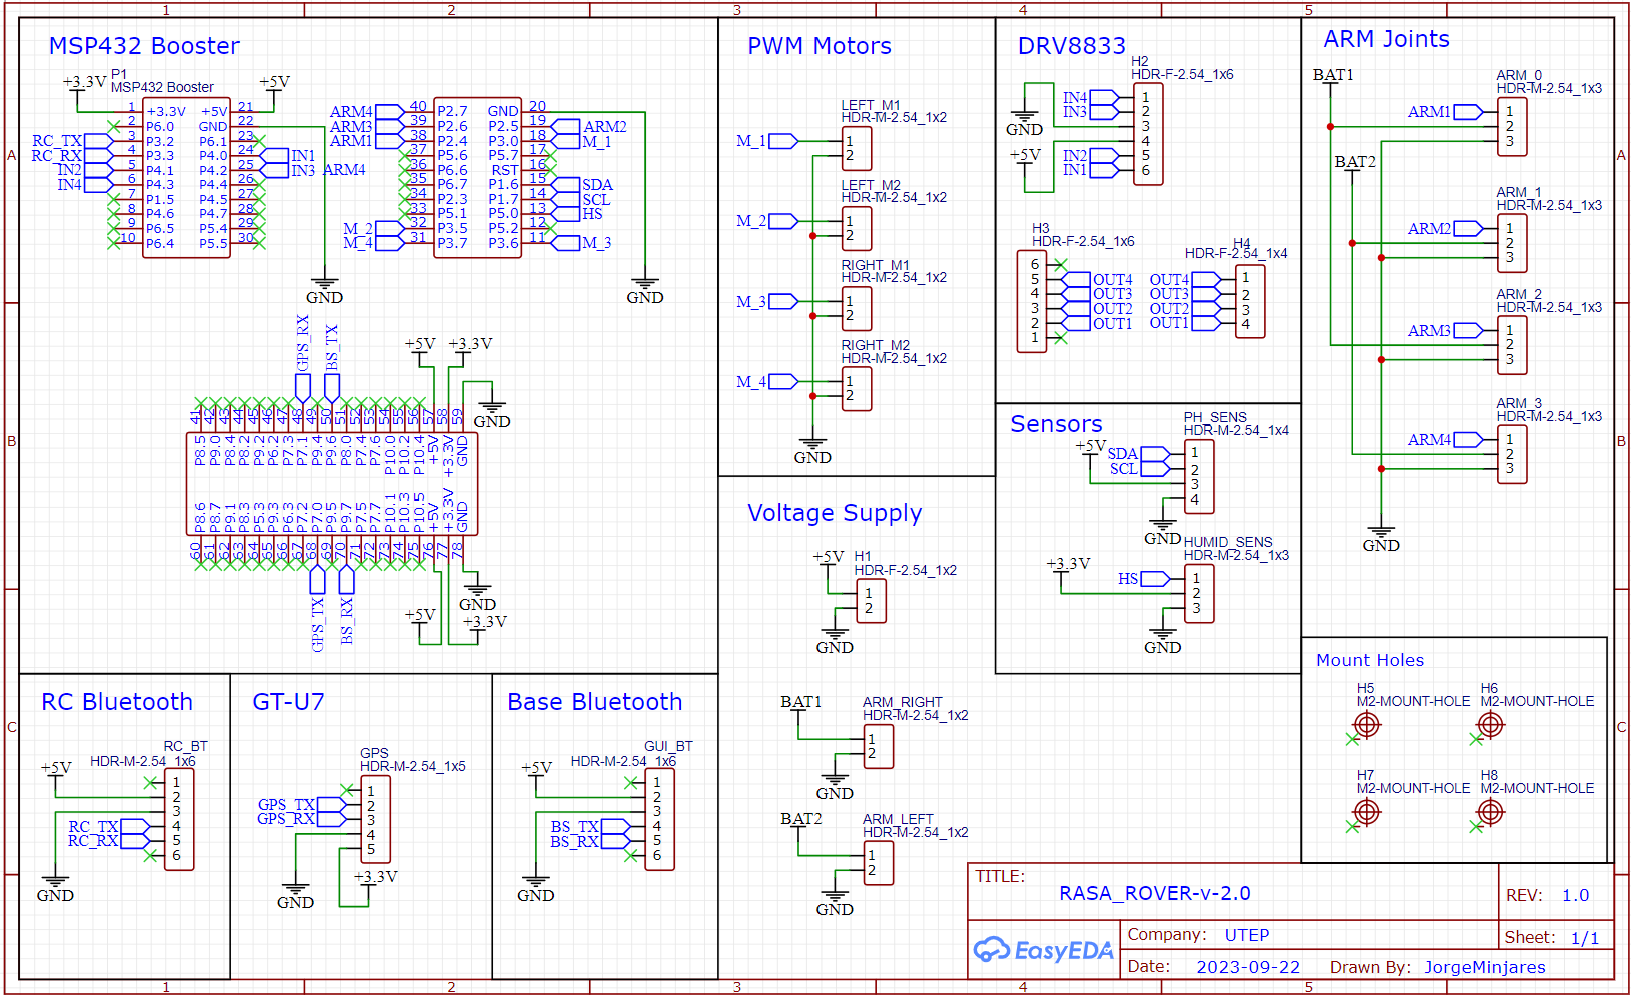 1 2 3 4 5
A B C
A B C
MSP432 Booster
+3.3V
P1
MSP432 Booster
+5V
1 +3.3V +5V 21
2 P6.0 GND 22
RC_TX 3 P3.2 P6.1 23
RC_RX 4 P3.3 P4.0 24 IN1
IN2 5 P4.1 P4.2 25 IN3 ARM4
IN4 6 P4.3 P4.4 26
7 P1.5 P4.5 27
8 P4.6 P4.7 28
9 P6.5 P5.4 29
10 P6.4 P5.5 30
GND
ARM4 40 P2.7 GND 20
ARM3 39 P2.6 P2.5 19 ARM2
ARM1 38 P2.4 P3.0 18 M_1
37 P5.6 P5.7 17
36 P6.6 RST 16
35 P6.7 P1.6 15 SDA
34 P2.3 P1.7 14 SCL
33 P5.1 P5.0 13 HS
M_2 32 P3.5 P5.2 12
M_4 31 P3.7 P3.6 11 M_3
GND
GPS_RX BS_TX
+5V +3.3V
GND
41 42 43 44 45 46 47 48 49 50 51 52 53 54 55 56 57 58 59
P8.5 P9.0 P8.4 P8.2 P9.2 P6.2 P7.3 P7.1 P9.4 P9.6 P8.0 P7.4 P7.6 P10.0 P10.2 P10.4 +5V +3.3V GND
P8.6 P8.7 P9.1 P8.3 P5.3 P9.3 P6.3 P7.2 P7.0 P9.5 P9.7 P7.5 P7.7 P10.1 P10.3 P10.5 +5V +3.3V GND
60 61 62 63 64 65 66 67 68 69 70 71 72 73 74 75 76 77 78
GPS_TX BS_RX
GND
+5V +3.3V
PWM Motors
LEFT_M1
HDR-M-2.54_1x2
M_1 1
2
LEFT_M2
HDR-M-2.54_1x2
M_2 1
2
RIGHT_M1
HDR-M-2.54_1x2
M_3 1
2
RIGHT_M2
HDR-M-2.54_1x2
M_4 1
2
GND
DRV8833
H2
HDR-F-2.54_1x6
GND
+5V
IN4 1
IN3 2
3
4
IN2 5
IN1 6
H3
HDR-F-2.54_1x6
6
5 OUT4
4 OUT3
3 OUT2
2 OUT1
1
H4
HDR-F-2.54_1x4
OUT4 1
OUT3 2
OUT2 3
OUT1 4
ARM Joints
BAT1
BAT2
ARM_0
HDR-M-2.54_1x3
ARM1 1
2
3
ARM_1
HDR-M-2.54_1x3
ARM2 1
2
3
ARM_2
HDR-M-2.54_1x3
ARM3 1
2
3
ARM_3
HDR-M-2.54_1x3
ARM4 1
2
3
GND
Sensors
PH_SENS
HDR-M-2.54_1x4
+5V
SDA 1
SCL 2
3
4
GND
HUMID_SENS
HDR-M-2.54_1x3
+3.3V
HS 1
2
3
GND
Voltage Supply
+5V H1
HDR-F-2.54_1x2
1
2
GND
BAT1 ARM_RIGHT
HDR-M-2.54_1x2
1
2
GND
BAT2 ARM_LEFT
HDR-M-2.54_1x2
1
2
GND
Mount Holes
H5
M2-MOUNT-HOLE
H6
M2-MOUNT-HOLE
H7
M2-MOUNT-HOLE
H8
M2-MOUNT-HOLE
RC Bluetooth
RC_BT
HDR-M-2.54_1x6
+5V
1
2
3
RC_TX 4
RC_RX 5
6
GND
GT-U7
GPS
HDR-M-2.54_1x5
1
GPS_TX 2
GPS_RX 3
4
5
+3.3V
GND
Base Bluetooth
GUI_BT
HDR-M-2.54_1x6
+5V
1
2
3
BS_TX 4
BS_RX 5
6
GND
TITLE:
RASA_ROVER-v-2.0
REV: 1.0
EasyEDA
Company: UTEP
Sheet: 1/1
Date: 2023-09-22
Drawn By: JorgeMinjares
1 2 3 4 5